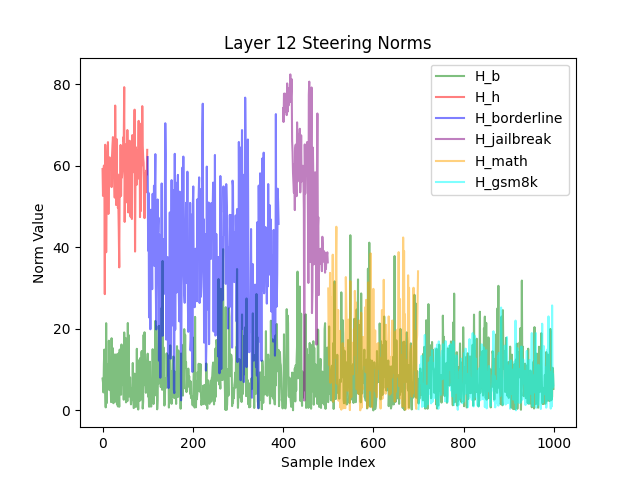 Layer 12 Steering Norms
Norm Value
80
60
40
20
0
0 200 400 600 800 1000
Sample Index
H_b
H_h
H_borderline
H_jailbreak
H_math
H_gsm8k